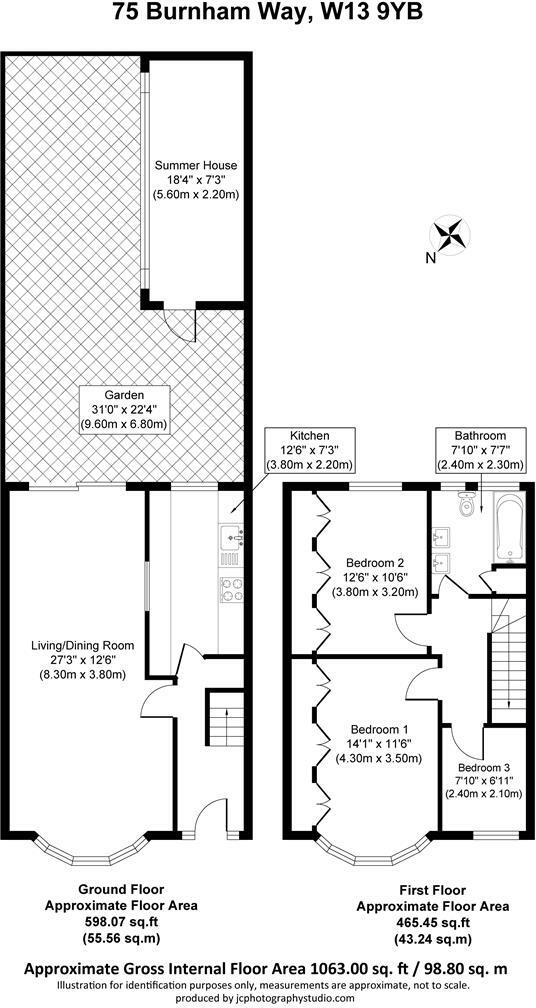 75 Burnham Way, W13 9YB
Summer House
18'4" x 7'3"
(5.60m x 2.20m)
N
Garden
31'0" x 22'4"
(9.60m x 6.80m)
Kitchen
12'6" x 7'3"
(3.80m x 2.20m)
Bathroom
7'10" x 7'7"
(2.40m x 2.30m)
Living/Dining Room
27'3" x 12'6"
(8.30m x 3.80m)
Bedroom 2
12'6" x 10'6"
(3.80m x 3.20m)
Bedroom 1
14'1" x 11'6"
(4.30m x 3.50m)
Bedroom 3
7'10" x 6'11"
(2.40m x 2.10m)
Ground Floor
Approximate Floor Area
598.07 sq.ft
(55.56 sq.m)
First Floor
Approximate Floor Area
465.45 sq.ft
(43.24 sq.m)
Approximate Gross Internal Floor Area 1063.00 sq. ft / 98.80 sq. m
Illustration for identification purposes only, measurements are approximate, not to scale.
produced by jcphotographystudio.com